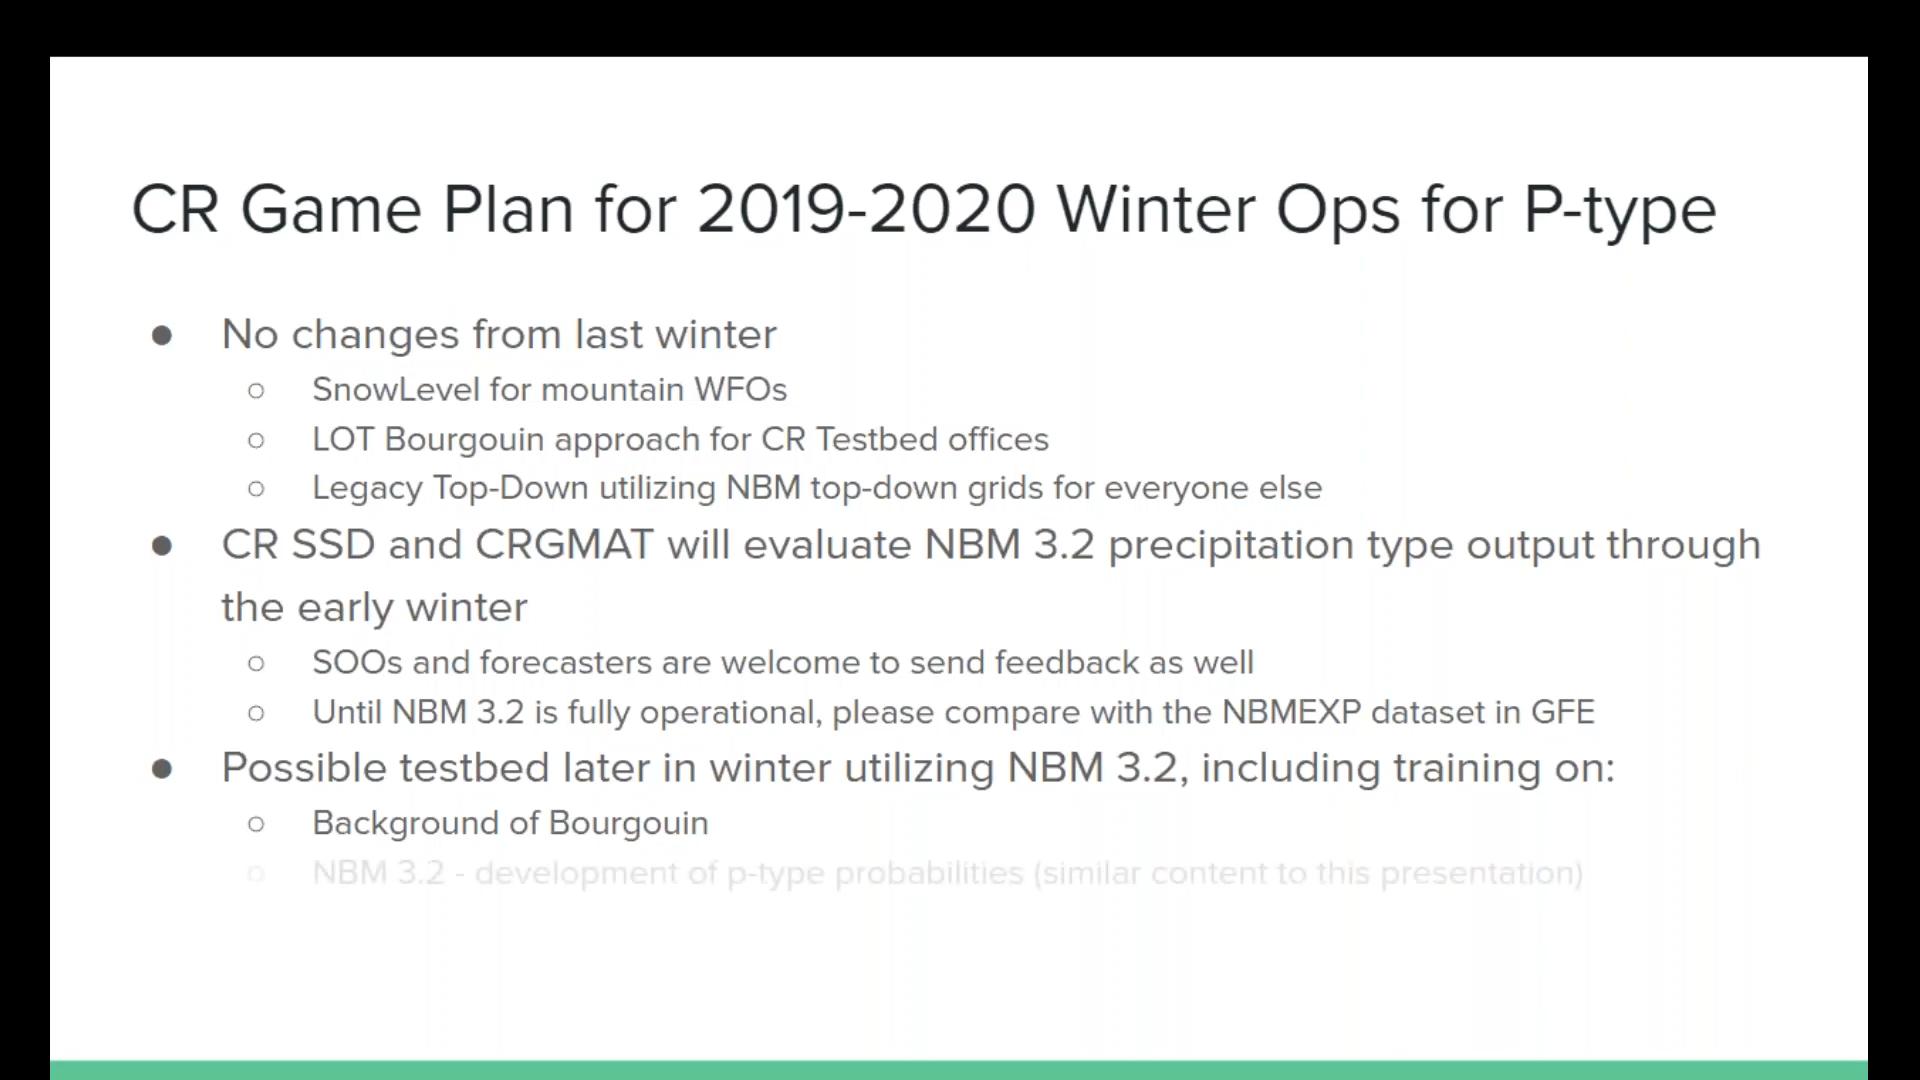 CR Game Plan for 2019-2020 Winter Ops for P-type
● No changes from last winter
○ SnowLevel for mountain WFOs
○ LOT Bourgouin approach for CR Testbed offices
○ Legacy Top-Down utilizing NBM top-down grids for everyone else
● CR SSD and CRGMAT will evaluate NBM 3.2 precipitation type output through
the early winter
○ SOOs and forecasters are welcome to send feedback as well
○ Until NBM 3.2 is fully operational, please compare with the NBMEXP dataset in GFE
● Possible testbed later in winter utilizing NBM 3.2, including training on:
○ Background of Bourgouin
○ NBM 3.2 - development of p-type probabilities (similar content to this presentation)